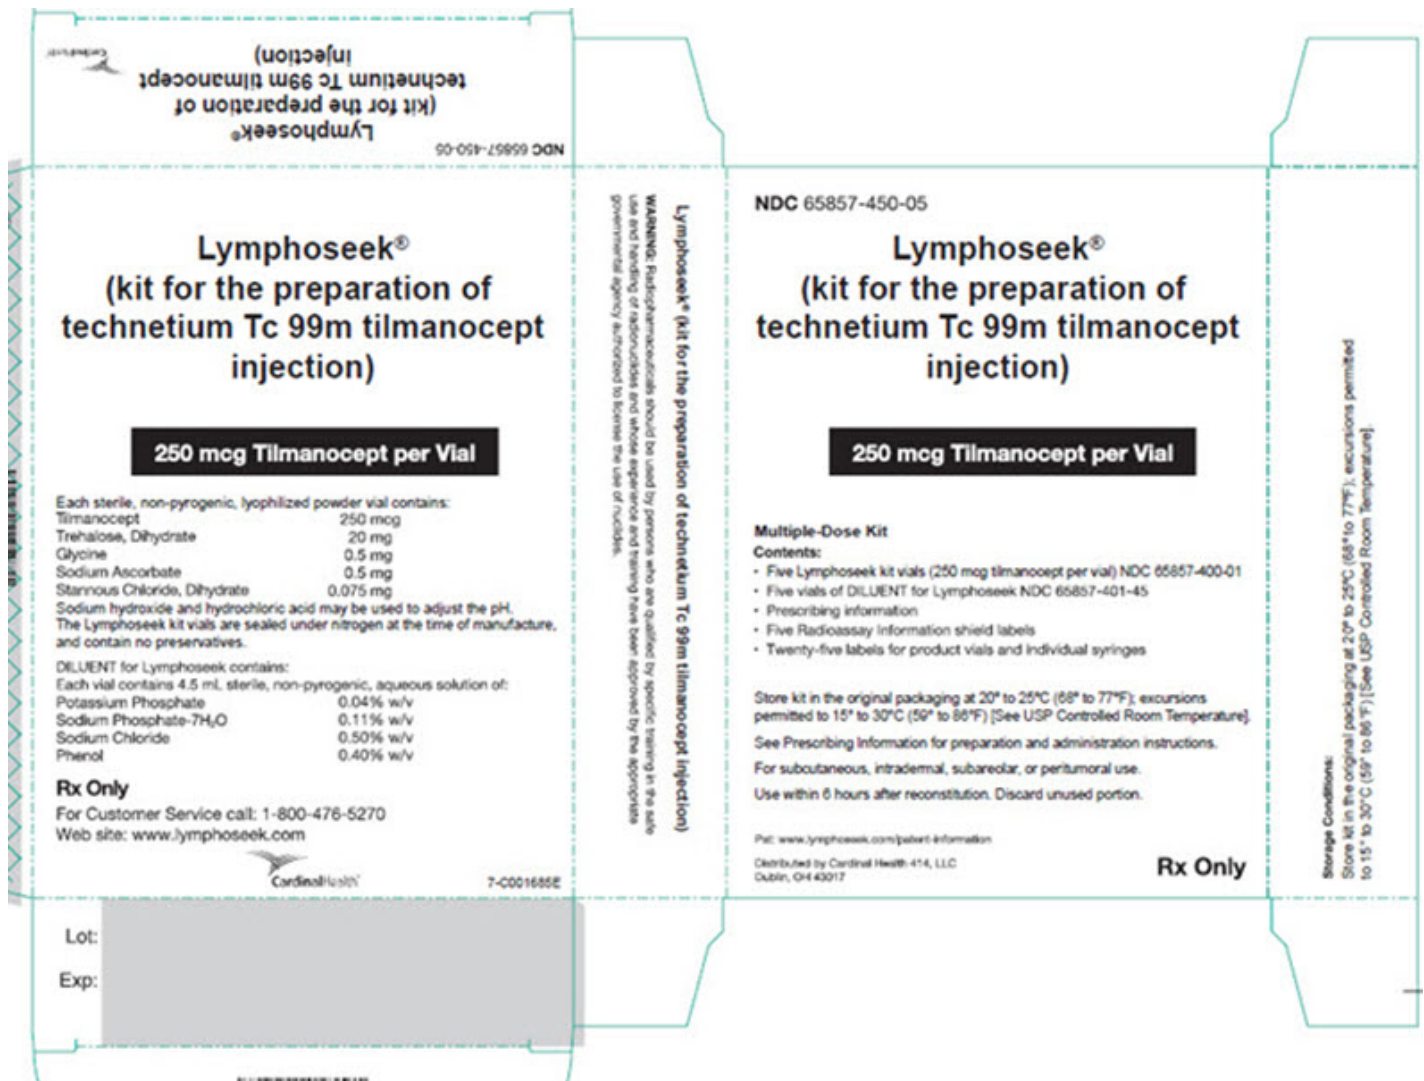 NDC 65857-450-05
Lymphoseek®
(kit for the preparation of
technetium Tc 99m tilmanocept
injection)
CardinalHealth
Lymphoseek®
(kit for the preparation of
technetium Tc 99m tilmanocept
injection)
250 mcg Tilmanocept per Vial
Each sterile, non-pyrogenic, lyophilized powder vial contains:
Tilmanocept 250 mcg
Trehalose, Dihydrate 20 mg
Glycine 0.5 mg
Sodium Ascorbate 0.5 mg
Stannous Chloride, Dihydrate 0.075 mg
Sodium hydroxide and hydrochloric acid may be used to adjust the pH.
The Lymphoseek kit vials are sealed under nitrogen at the time of manufacture,
and contain no preservatives.
DILUENT for Lymphoseek contains:
Each vial contains 4.5 mL sterile, non-pyrogenic, aqueous solution of:
Potassium Phosphate 0.04% w/v
Sodium Phosphate-7H₂O 0.11% w/v
Sodium Chloride 0.50% w/v
Phenol 0.40% w/v
Rx Only
For Customer Service call: 1-800-476-5270
Web site: www.lymphoseek.com
CardinalHealth
7-C001685E
Lot:
Exp:
Lymphoseek® (kit for the preparation of technetium Tc 99m tilmanocept injection)
WARNING: Radiopharmaceuticals should be used by persons who are qualified by specific training in the safe
use and handling of radionuclides and whose experience and training have been approved by the appropriate
governmental agency authorized to license the use of nuclides.
NDC 65857-450-05
Lymphoseek®
(kit for the preparation of
technetium Tc 99m tilmanocept
injection)
250 mcg Tilmanocept per Vial
Multiple-Dose Kit
Contents:
• Five Lymphoseek kit vials (250 mcg tilmanocept per vial) NDC 65857-400-01
• Five vials of DILUENT for Lymphoseek NDC 65857-401-45
• Prescribing information
• Five Radioassay Information shield labels
• Twenty-five labels for product vials and individual syringes
Store kit in the original packaging at 20° to 25°C (68° to 77°F); excursions
permitted to 15° to 30°C (59° to 86°F) [See USP Controlled Room Temperature].
See Prescribing Information for preparation and administration instructions.
For subcutaneous, intradermal, subareolar, or peritumoral use.
Use within 6 hours after reconstitution. Discard unused portion.
Pat: www.lymphoseek.com/patent-information
Distributed by Cardinal Health 414, LLC
Dublin, OH 43017
Rx Only
Storage Conditions:
Store kit in the original packaging at 20° to 25°C (68° to 77°F); excursions permitted
to 15° to 30°C (59° to 86°F) [See USP Controlled Room Temperature].